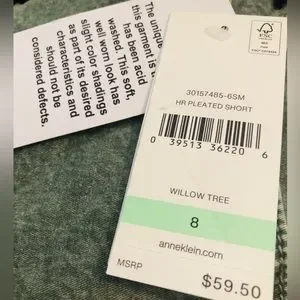 The unique
this garment is t
has been acid
washed. This soft,
well worn look has
slight color shadings
as part of its desired
characteristics and
should not be
considered defects.
FSC
30157485-6SM
HR PLEATED SHORT
0 39513 36220 6
WILLOW TREE
8
anneklein.com
MSRP
$59.50